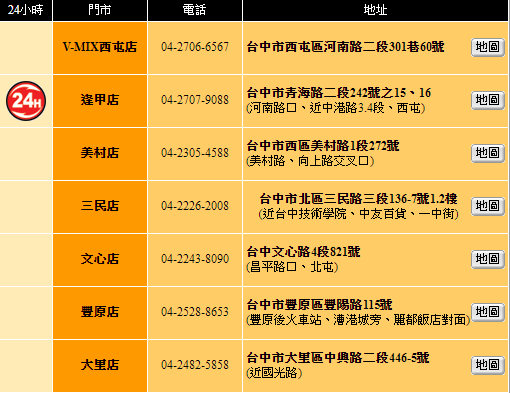 24小時 門市 電話 地址
V-MIX西屯店 04-2706-6567 台中市西屯區河南路二段301巷60號 地圖
24H 逢甲店 04-2707-9088 台中市青海路二段242號之15、16 地圖
(河南路口、近中港路3.4段、西屯)
美村店 04-2305-4588 台中市西區美村路1段272號 地圖
(美村路、向上路交叉口)
三民店 04-2226-2008 台中市北區三民路三段136-7號1.2樓 地圖
(近台中技術學院、中友百貨、一中街)
文心店 04-2243-8090 台中文心路4段821號 地圖
(昌平路口、北屯)
豐原店 04-2528-8653 台中市豐原區豐陽路115號 地圖
(豐原後火車站、漕港城旁、麗都飯店對面)
大里店 04-2482-5858 台中市大里區中興路二段446-5號 地圖
(近國光路)